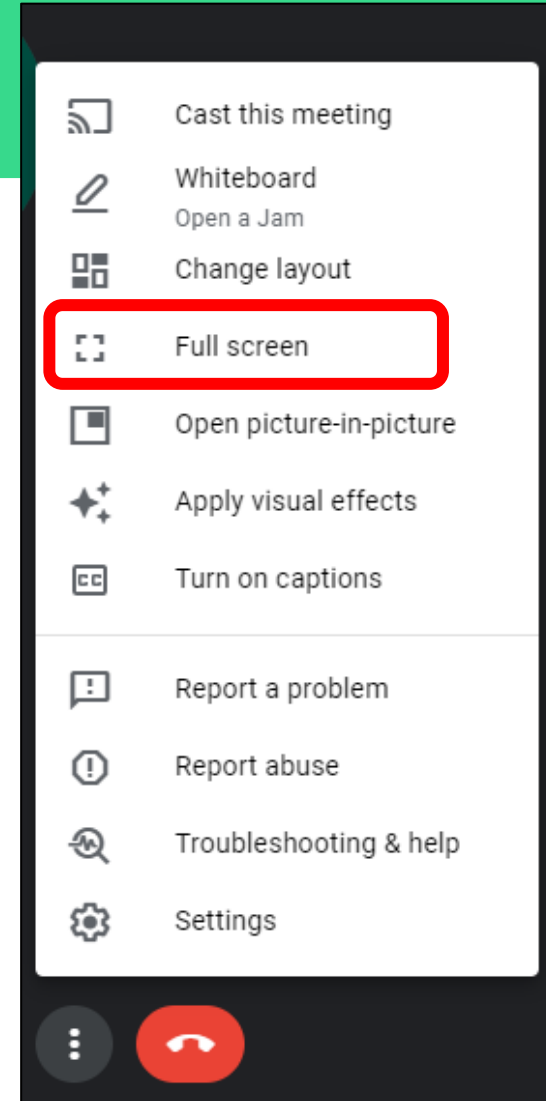 Cast this meeting
Whiteboard
Open a Jam
Change layout
Full screen
Open picture-in-picture
Apply visual effects
CC Turn on captions
Report a problem
Report abuse
Troubleshooting & help
Settings